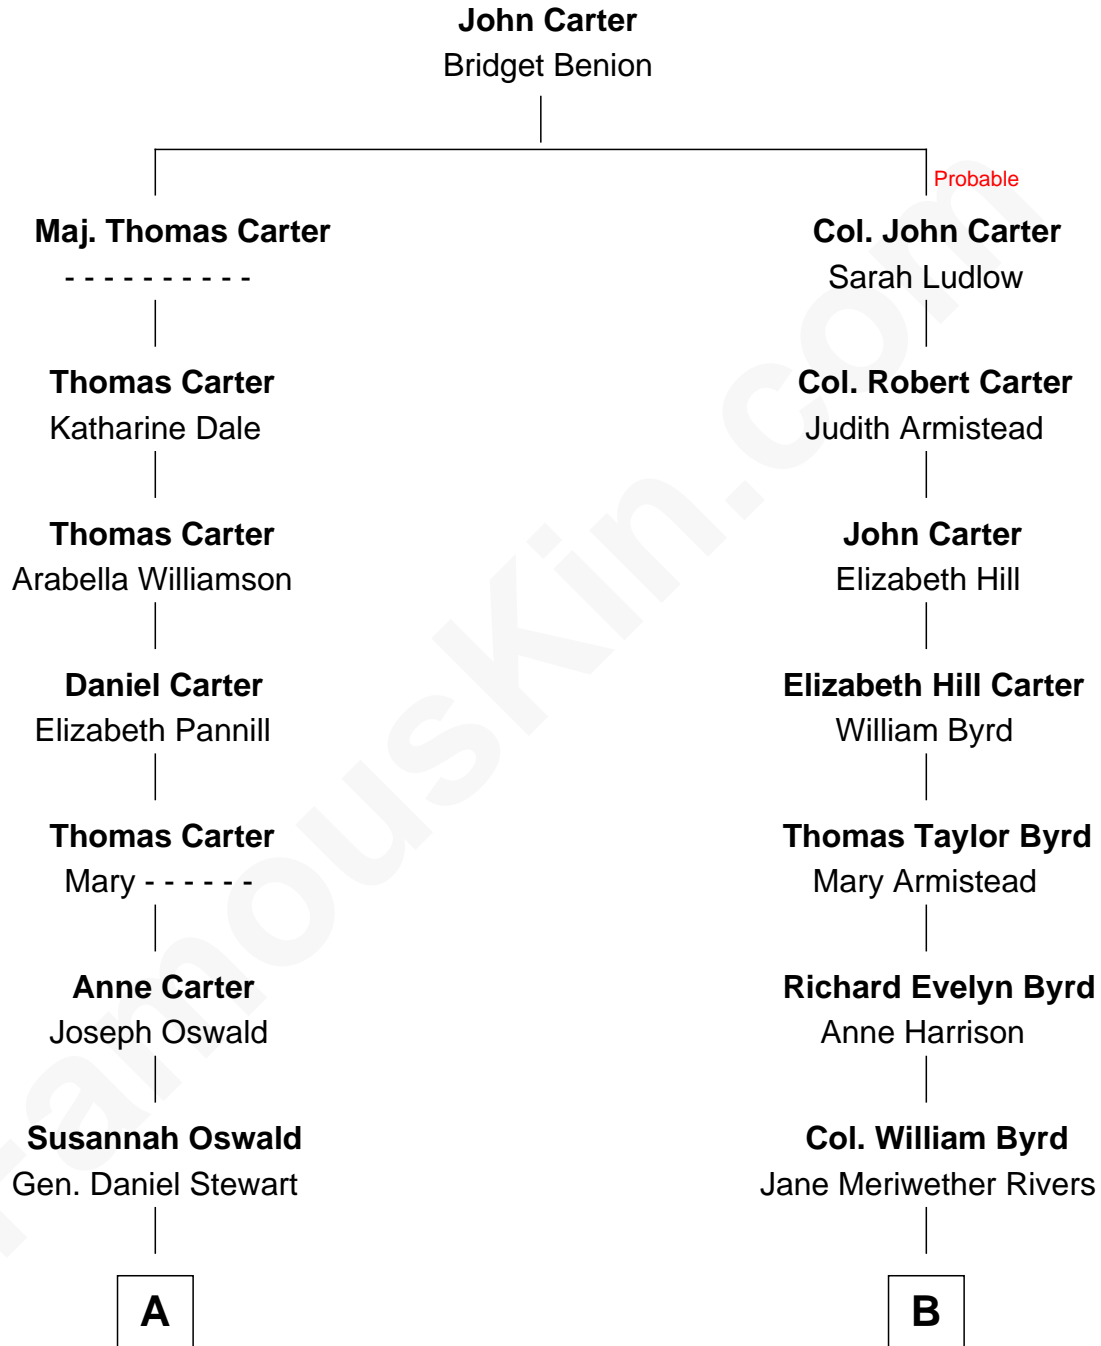 John Carter
Bridget Benion
Probable
Maj. Thomas Carter
- - - - - - - - - -
Col. John Carter
Sarah Ludlow
Thomas Carter
Katharine Dale
Col. Robert Carter
Judith Armistead
Thomas Carter
Arabella Williamson
John Carter
Elizabeth Hill
Daniel Carter
Elizabeth Pannill
Elizabeth Hill Carter
William Byrd
Thomas Carter
Mary - - - - - -
Thomas Taylor Byrd
Mary Armistead
Anne Carter
Joseph Oswald
Richard Evelyn Byrd
Anne Harrison
Susannah Oswald
Gen. Daniel Stewart
Col. William Byrd
Jane Meriwether Rivers
A
B
FamousKin.com